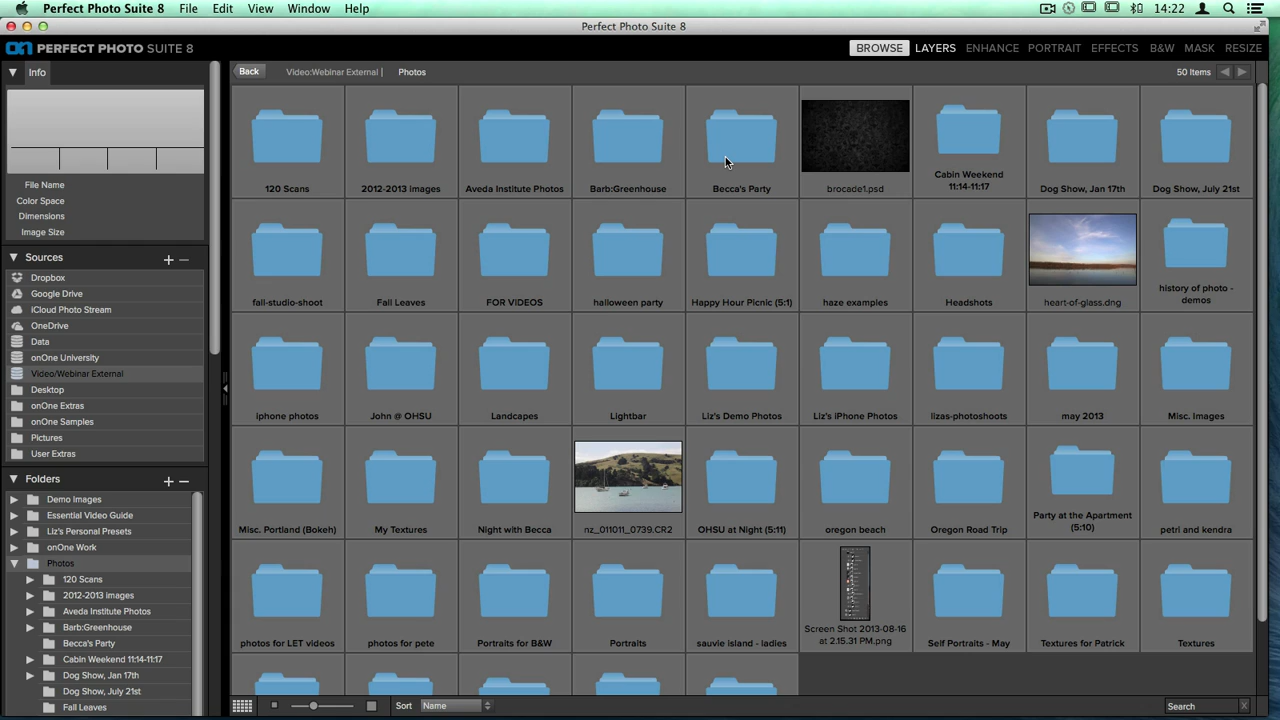 Perfect Photo Suite 8 File Edit View Window Help 14:22
Perfect Photo Suite 8
on PERFECT PHOTO SUITE 8 BROWSE LAYERS ENHANCE PORTRAIT EFFECTS B&W MASK RESIZE
Info
Back Video:Webinar External | Photos 50 Items
File Name
Color Space
Dimensions
Image Size
Sources
Dropbox
Google Drive
iCloud Photo Stream
OneDrive
Data
onOne University
Video/Webinar External
Desktop
onOne Extras
onOne Samples
Pictures
User Extras
Folders
Demo Images
Essential Video Guide
Liz's Personal Presets
onOne Work
Photos
120 Scans
2012-2013 images
Aveda Institute Photos
Barb:Greenhouse
Becca's Party
Cabin Weekend 11:14-11:17
Dog Show, Jan 17th
Dog Show, July 21st
Fall Leaves
120 Scans 2012-2013 images Aveda Institute Photos Barb:Greenhouse Becca's Party brocade1.psd Cabin Weekend
11:14-11:17 Dog Show, Jan 17th Dog Show, July 21st
fall-studio-shoot Fall Leaves FOR VIDEOS halloween party Happy Hour Picnic (5:1) haze examples Headshots heart-of-glass.dng history of photo -
demos
iphone photos John @ OHSU Landcapes Lightbar Liz's Demo Photos Liz's iPhone Photos lizas-photoshoots may 2013 Misc. Images
Misc. Portland (Bokeh) My Textures Night with Becca nz_011011_0739.CR2 OHSU at Night (5:11) oregon beach Oregon Road Trip Party at the Apartment
(5:10) petri and kendra
photos for LET videos photos for pete Portraits for B&W Portraits sauvie island - ladies Screen Shot 2013-08-16
at 2.15.31 PM.png Self Portraits - May Textures for Patrick Textures
Sort Name Search